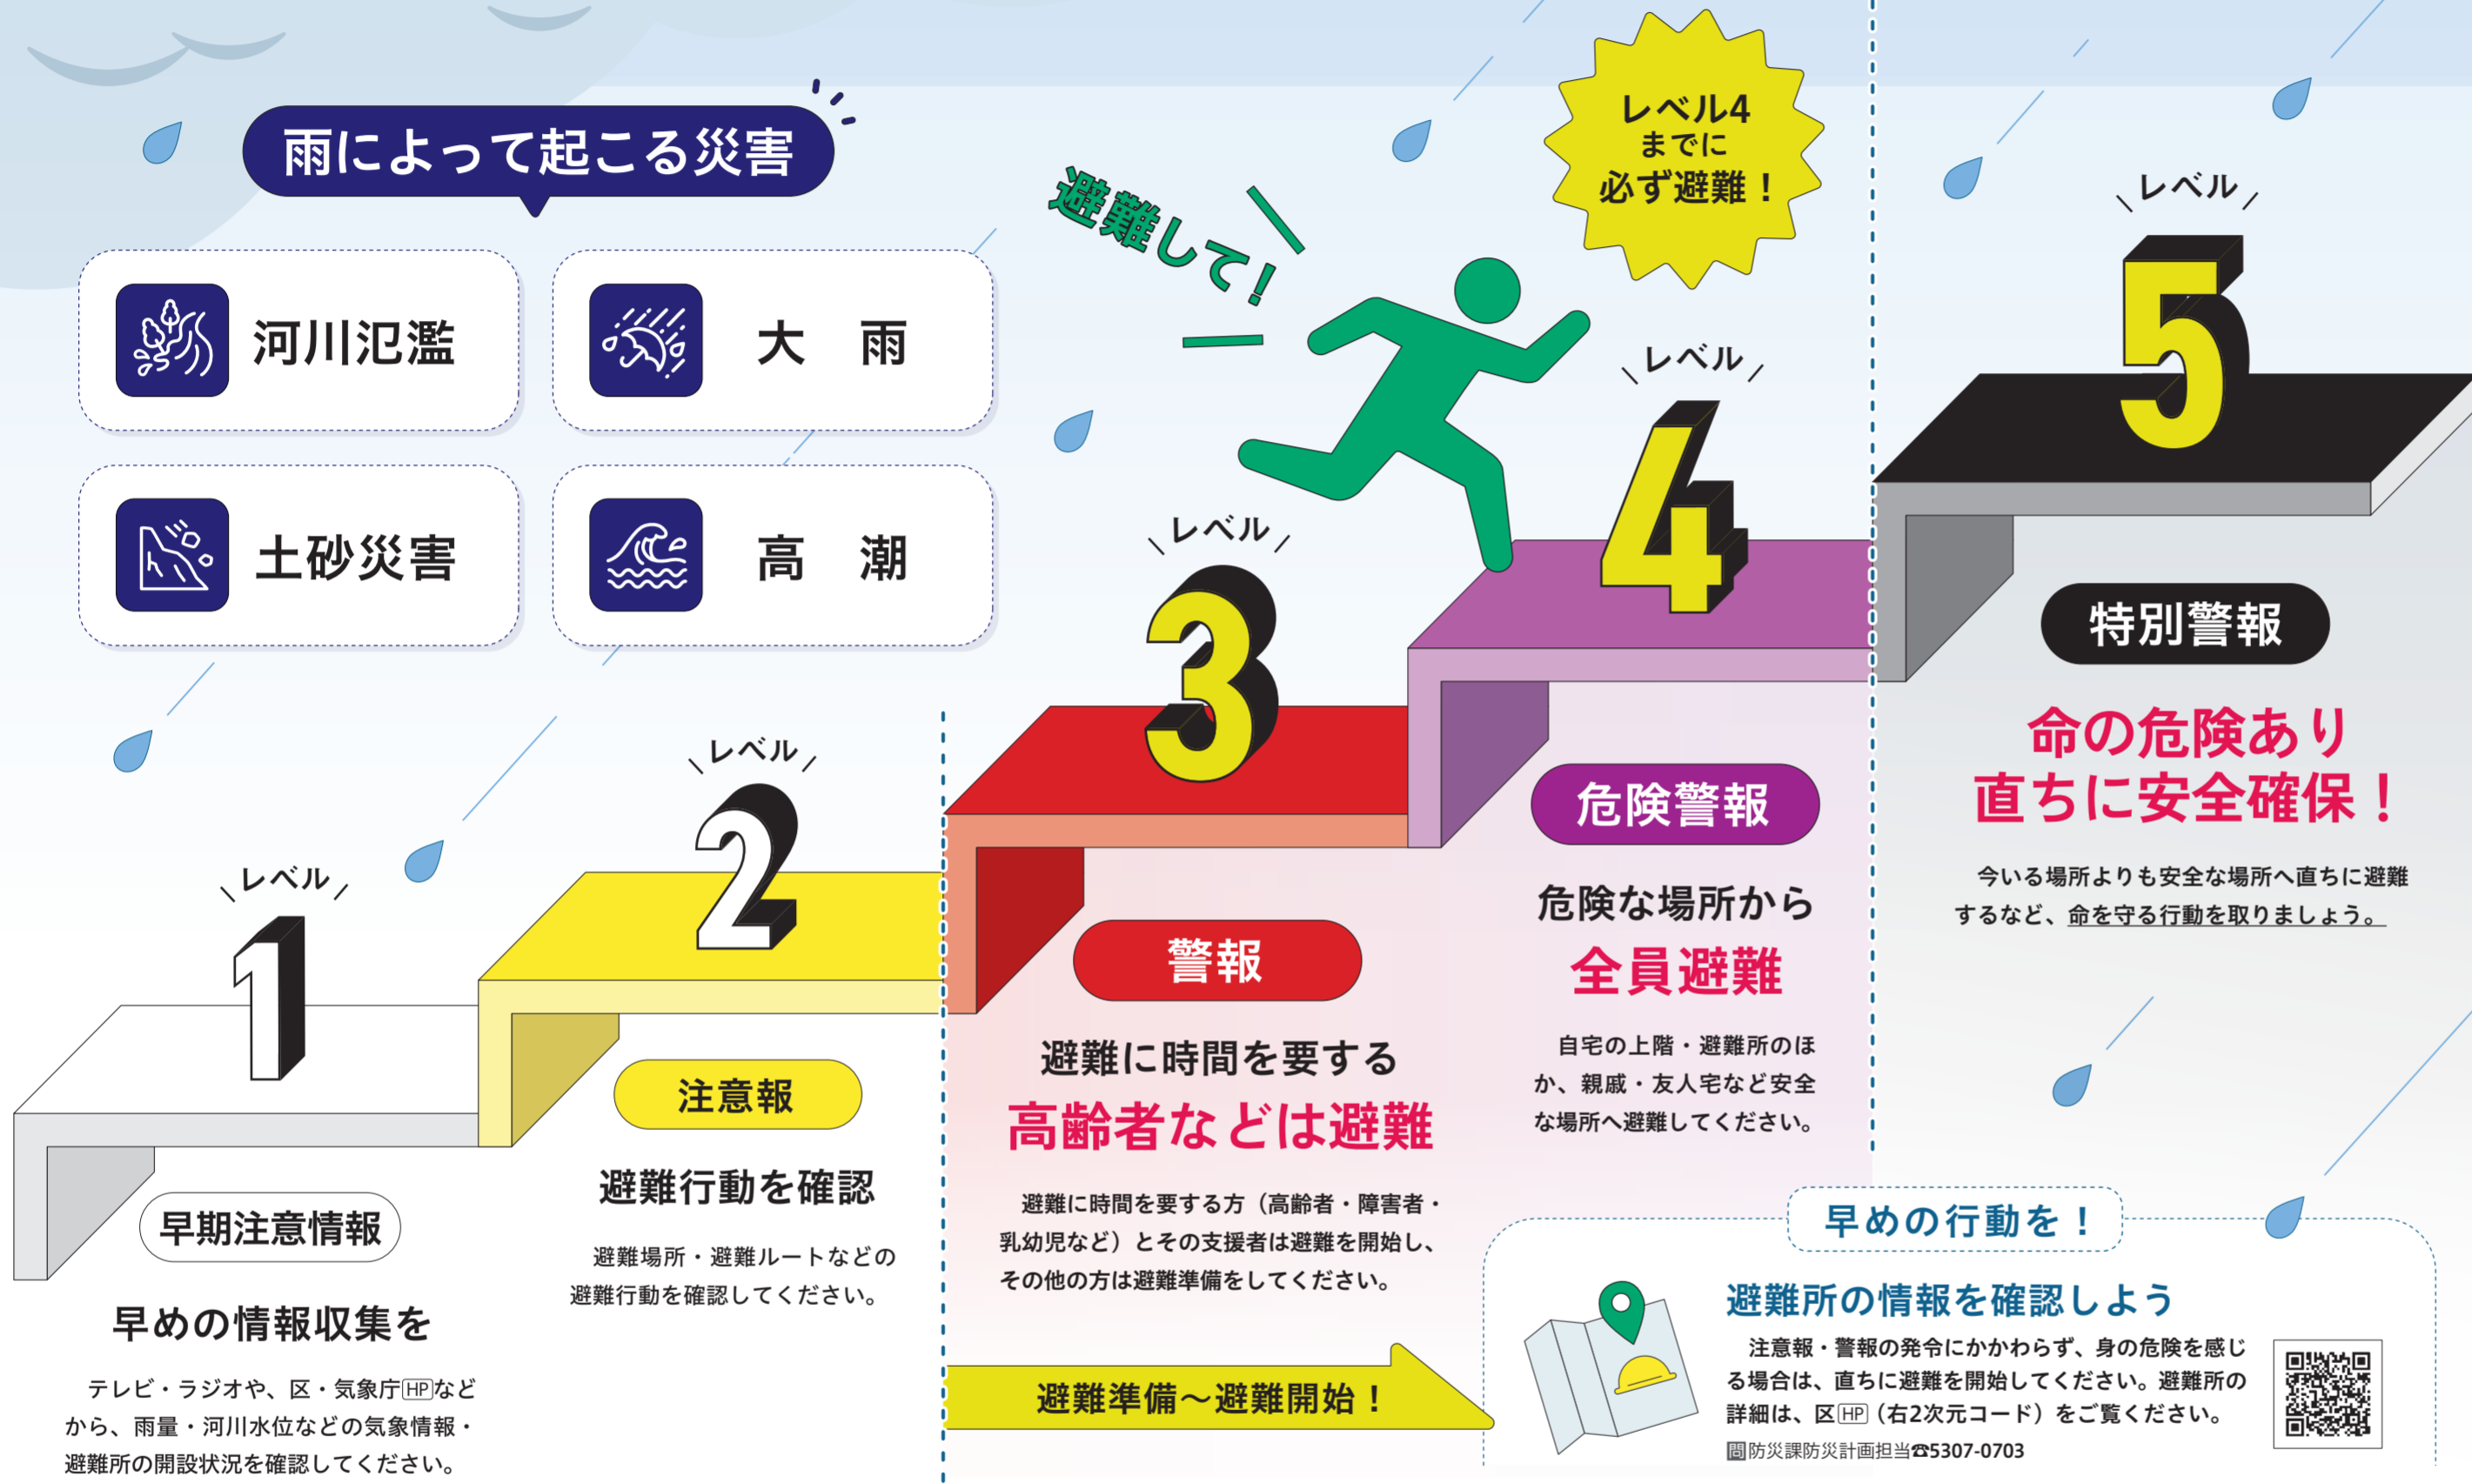 雨によって起こる災害
河川氾濫
大　雨
土砂災害
高　潮
避難して！
レベル4
までに
必ず避難！
レベル
1
早期注意情報
早めの情報収集を
テレビ・ラジオや、区・気象庁HPなど
から、雨量・河川水位などの気象情報・
避難所の開設状況を確認してください。
レベル
2
注意報
避難行動を確認
避難場所・避難ルートなどの
避難行動を確認してください。
レベル
3
警報
避難に時間を要する
高齢者などは避難
避難に時間を要する方（高齢者・障害者・
乳幼児など）とその支援者は避難を開始し、
その他の方は避難準備をしてください。
避難準備〜避難開始！
レベル
4
危険警報
危険な場所から
全員避難
自宅の上階・避難所のほ
か、親戚・友人宅など安全
な場所へ避難してください。
レベル
5
特別警報
命の危険あり
直ちに安全確保！
今いる場所よりも安全な場所へ直ちに避難
するなど、命を守る行動を取りましょう。
早めの行動を！
避難所の情報を確認しよう
注意報・警報の発令にかかわらず、身の危険を感じ
る場合は、直ちに避難を開始してください。避難所の
詳細は、区HP（右2次元コード）をご覧ください。
問防災課防災計画担当☎5307-0703